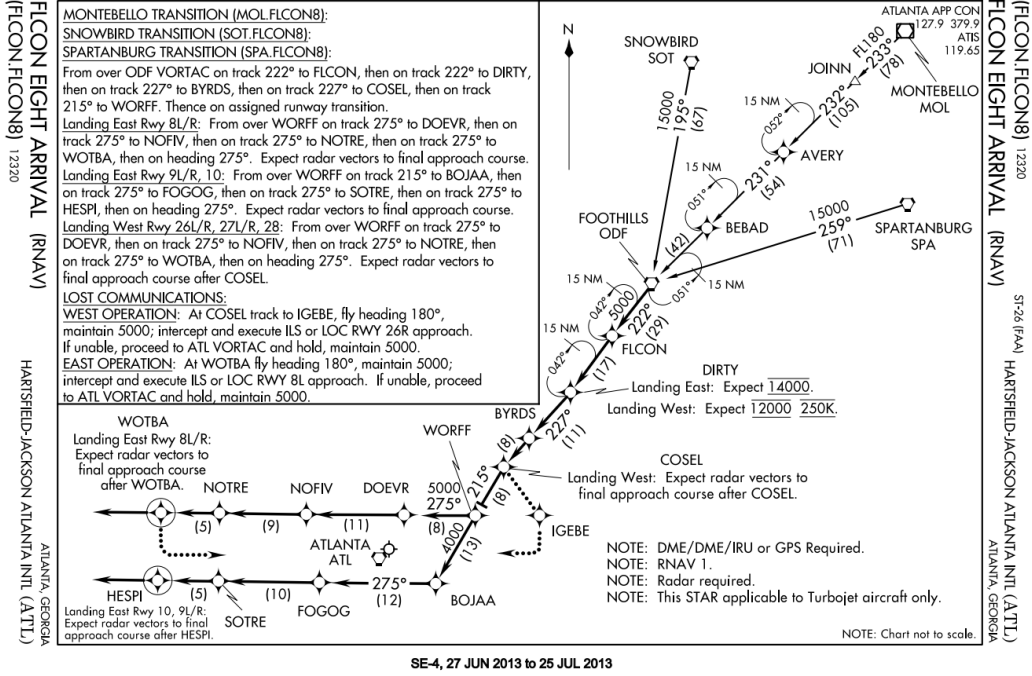 (FLCON.FLCON8) 12320
FLCON EIGHT ARRIVAL (RNAV)
HARTSFIELD-JACKSON ATLANTA INTL (ATL)
ATLANTA, GEORGIA
MONTEBELLO TRANSITION (MOL.FLCON8):
SNOWBIRD TRANSITION (SOT.FLCON8):
SPARTANBURG TRANSITION (SPA.FLCON8):
From over ODF VORTAC on track 222° to FLCON, then on track 222° to DIRTY,
then on track 227° to BYRDS, then on track 227° to COSEL, then on track
215° to WORFF. Thence on assigned runway transition.
Landing East Rwy 8L/R: From over WORFF on track 275° to DOEVR, then on
track 275° to NOFIV, then on track 275° to NOTRE, then on track 275° to
WOTBA, then on heading 275°. Expect radar vectors to final approach course.
Landing East Rwy 9L/R, 10: From over WORFF on track 215° to BOJAA, then
on track 275° to FOGOG, then on track 275° to SOTRE, then on track 275° to
HESPI, then on heading 275°. Expect radar vectors to final approach course.
Landing West Rwy 26L/R, 27L/R, 28: From over WORFF on track 275° to
DOEVR, then on track 275° to NOFIV, then on track 275° to NOTRE, then
on track 275° to WOTBA, then on heading 275°. Expect radar vectors to
final approach course after COSEL.
LOST COMMUNICATIONS:
WEST OPERATION: At COSEL track to IGEBE, fly heading 180°,
maintain 5000; intercept and execute ILS or LOC RWY 26R approach.
If unable, proceed to ATL VORTAC and hold, maintain 5000.
EAST OPERATION: At WOTBA fly heading 180°, maintain 5000;
intercept and execute ILS or LOC RWY 8L approach. If unable, proceed
to ATL VORTAC and hold, maintain 5000.
N
ATLANTA APP CON
127.9 379.9
ATIS
119.65
SNOWBIRD
SOT
15000
195°
(67)
FL180
233°
(78)
MONTEBELLO
MOL
JOINN
232°
(105)
15 NM
052°
AVERY
231°
(54)
15 NM
051°
BEBAD
(42)
15000
259°
(71)
SPARTANBURG
SPA
FOOTHILLS
ODF
15 NM
051°
15 NM
042°
5000
222°
(29)
FLCON
15 NM
042°
(17)
DIRTY
Landing East: Expect 14000.
Landing West: Expect 12000 250K.
BYRDS
227°
(11)
(8)
COSEL
Landing West: Expect radar vectors to
final approach course after COSEL.
WORFF
215°
(8)
IGEBE
WOTBA
Landing East Rwy 8L/R:
Expect radar vectors to
final approach course
after WOTBA.
NOTRE
NOFIV
DOEVR
5000
275°
(5)
(9)
(11)
(8)
4000
(13)
ATLANTA
ATL
HESPI
(5)
SOTRE
(10)
FOGOG
275°
(12)
BOJAA
Landing East Rwy 10, 9L/R:
Expect radar vectors to final
approach course after HESPI.
NOTE: DME/DME/IRU or GPS Required.
NOTE: RNAV 1.
NOTE: Radar required.
NOTE: This STAR applicable to Turbojet aircraft only.
NOTE: Chart not to scale.
(FLCON.FLCON8) 12320
FLCON EIGHT ARRIVAL (RNAV)
ST-26 (FAA)
HARTSFIELD-JACKSON ATLANTA INTL (ATL)
ATLANTA, GEORGIA
SE-4, 27 JUN 2013 to 25 JUL 2013